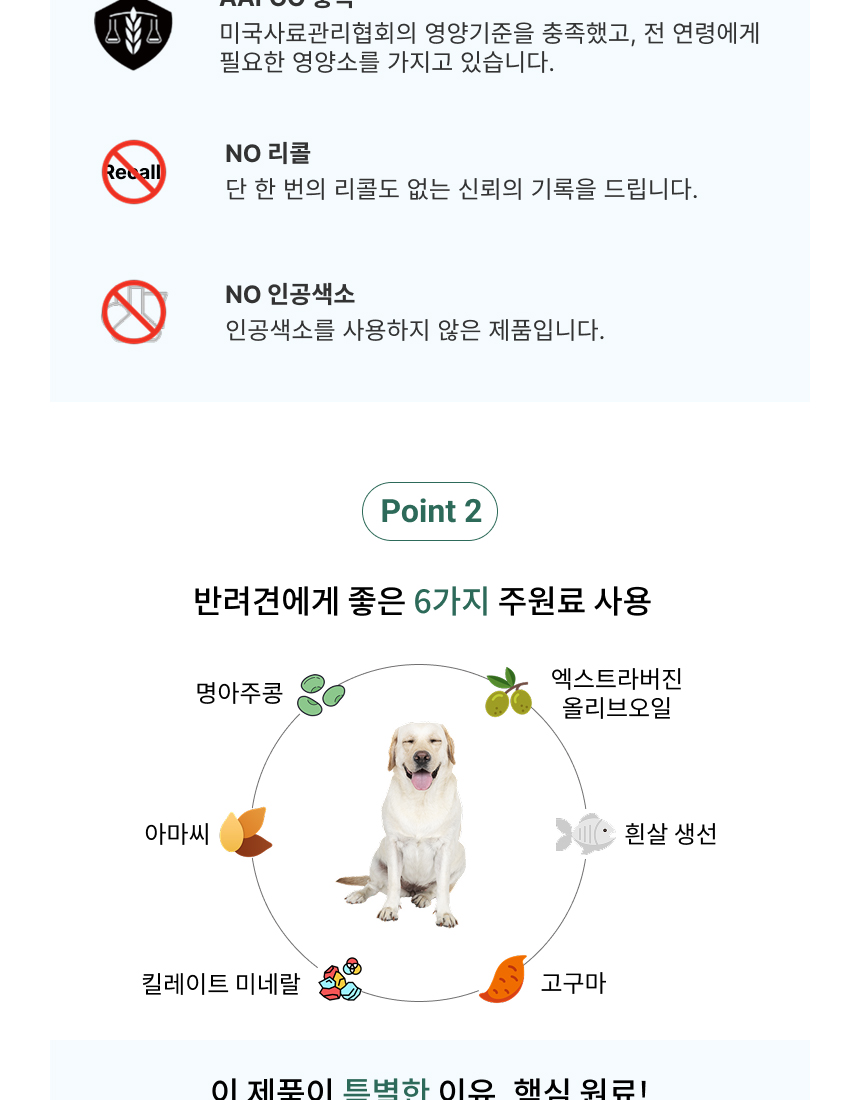 미국사료관리협회의 영양기준을 충족했고, 전 연령에게
필요한 영양소를 가지고 있습니다.
Recall
NO 리콜
단 한 번의 리콜도 없는 신뢰의 기록을 드립니다.
NO 인공색소
인공색소를 사용하지 않은 제품입니다.
Point 2
반려견에게 좋은 6가지 주원료 사용
명아주콩
엑스트라버진
올리브오일
아마씨
흰살 생선
킬레이트 미네랄
고구마
이 제품이 특별한 이유, 핵심 원료!